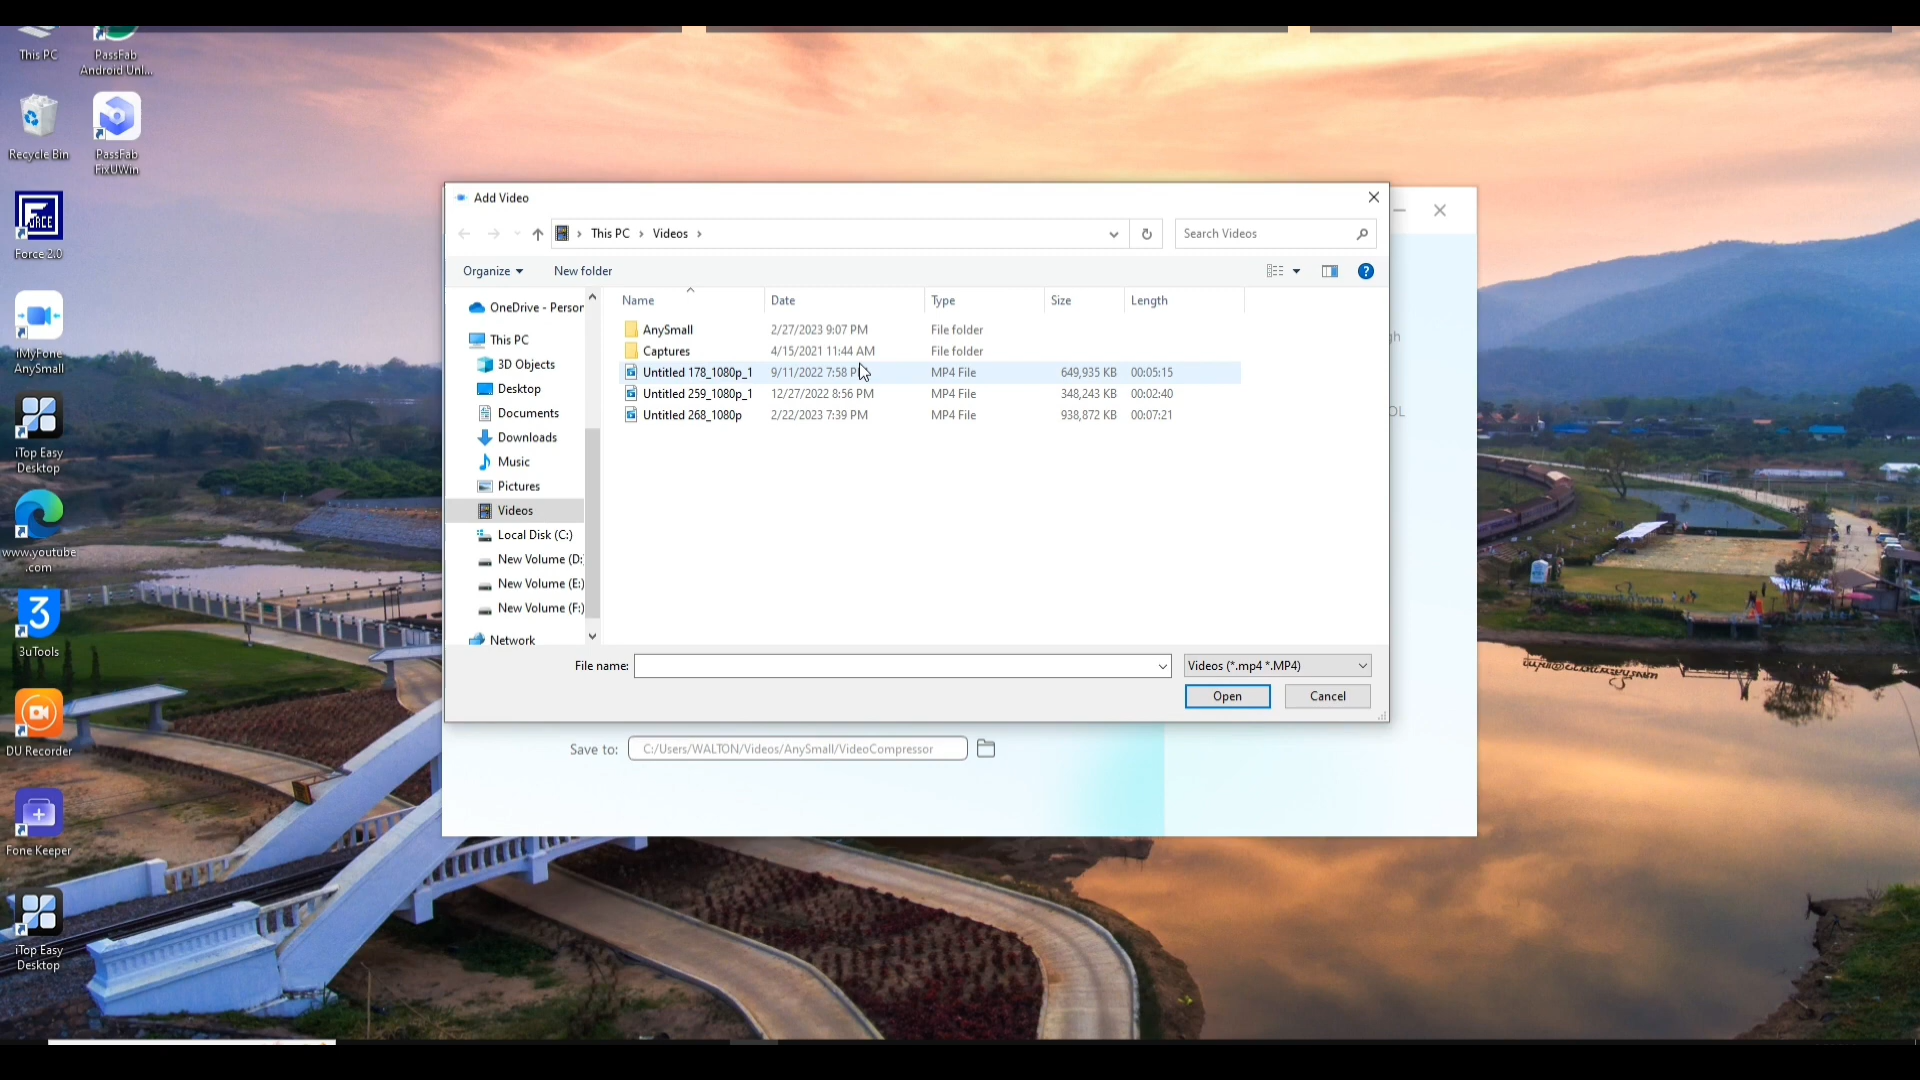 This PC
PassFab
Android Unl...
Recycle Bin
PassFab
FixUWin
FORCE
Force 2.0
iMyFone
AnySmall
iTop Easy
Desktop
www.youtube
.com
3
3uTools
DU Recorder
Fone Keeper
iTop Easy
Desktop
Add Video
This PC > Videos >
Search Videos
Organize
New folder
?
Name Date Type Size Length
AnySmall 2/27/2023 9:07 PM File folder
Captures 4/15/2021 11:44 AM File folder
Untitled 178_1080p_1 9/11/2022 7:58 P MP4 File 649,935 KB 00:05:15
Untitled 259_1080p_1 12/27/2022 8:56 PM MP4 File 348,243 KB 00:02:40
Untitled 268_1080p 2/22/2023 7:39 PM MP4 File 938,872 KB 00:07:21
OneDrive - Person
This PC
3D Objects
Desktop
Documents
Downloads
Music
Pictures
Videos
Local Disk (C:)
New Volume (D:
New Volume (E:)
New Volume (F:)
Network
File name:
Videos (*.mp4 *.MP4)
Open
Cancel
gh
OL
Save to: C:/Users/WALTON/Videos/AnySmall/VideoCompressor